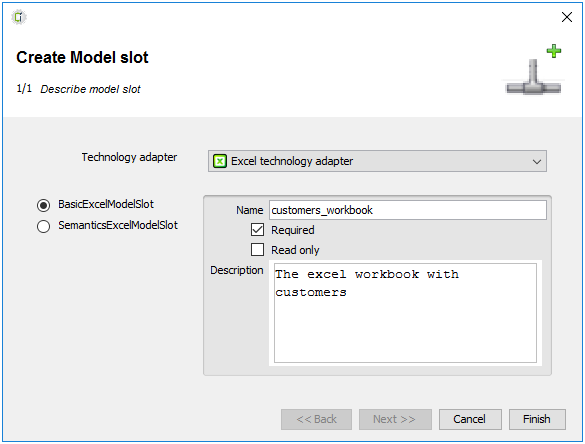 Create Model slot
1/1 Describe model slot
Technology adapter
Excel technology adapter
BasicExcelModelSlot
SemanticsExcelModelSlot
Name customers_workbook
Required
Read only
Description
The excel workbook with
customers
<< Back
Next >>
Cancel
Finish